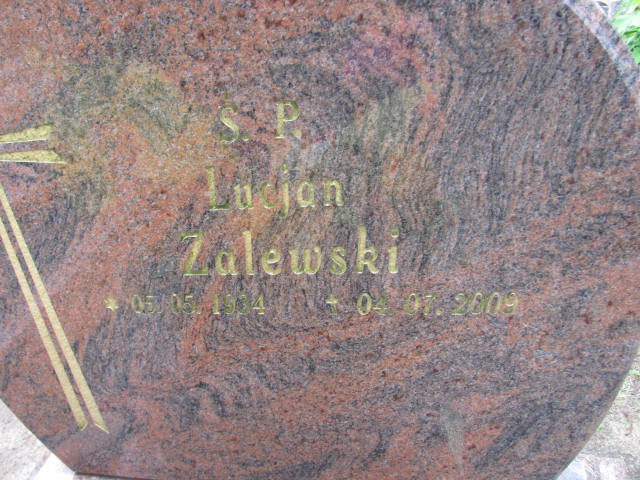 Ś. P.
Lucjan
Zalewski
* 05. 05. 1934 † 04. 07. 2009